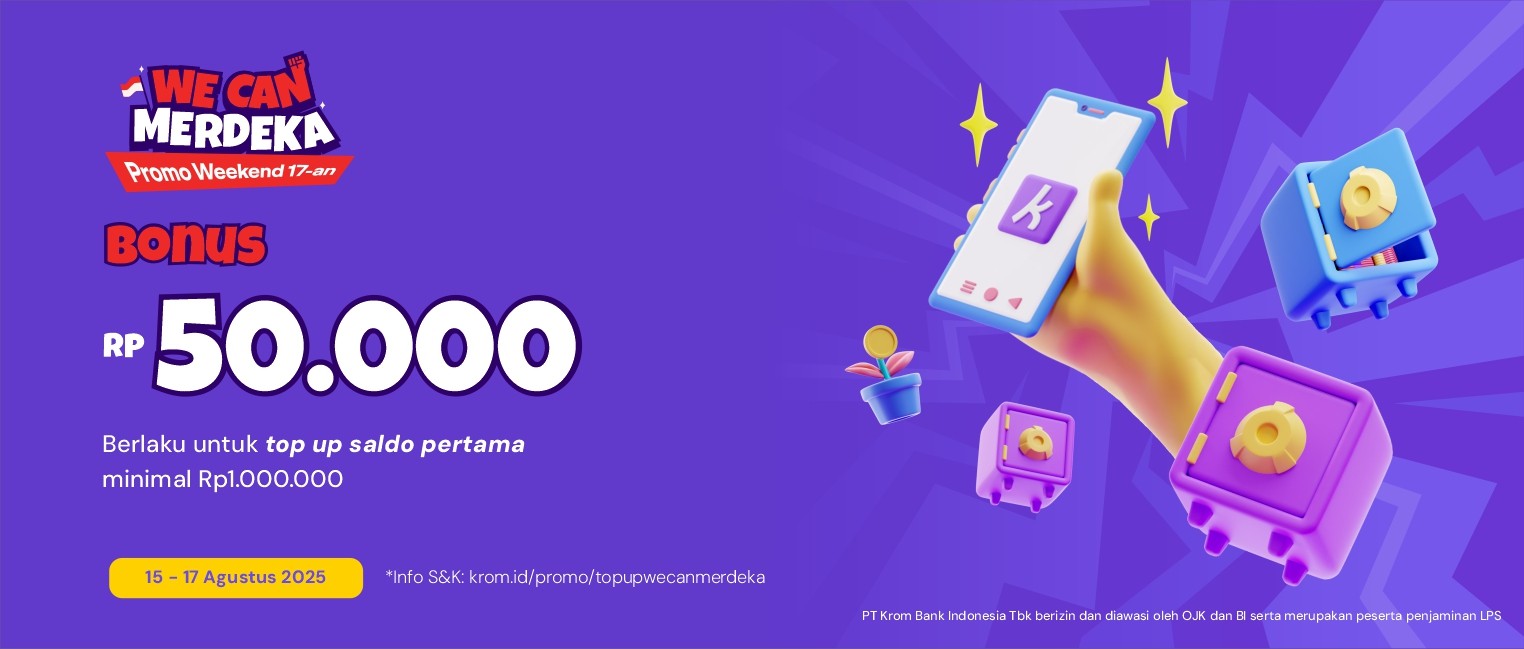 WE CAN
MERDEKA
Promo Weekend 17-an
Bonus
RP 50.000
Berlaku untuk top up saldo pertama
minimal Rp1.000.000
15 - 17 Agustus 2025
*Info S&K: krom.id/promo/topupwecanmerdeka
k
PT Krom Bank Indonesia Tbk berizin dan diawasi oleh OJK dan BI serta merupakan peserta penjaminan LPS